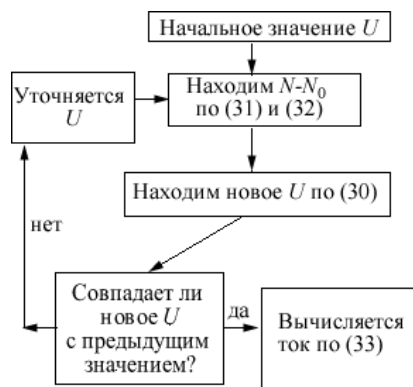 Начальное значение U
Уточняется
U
Находим N-N₀
по (31) и (32)
Находим новое U по (30)
нет
Совпадает ли
новое U
с предыдущим
значением?
да
Вычисляется
ток по (33)